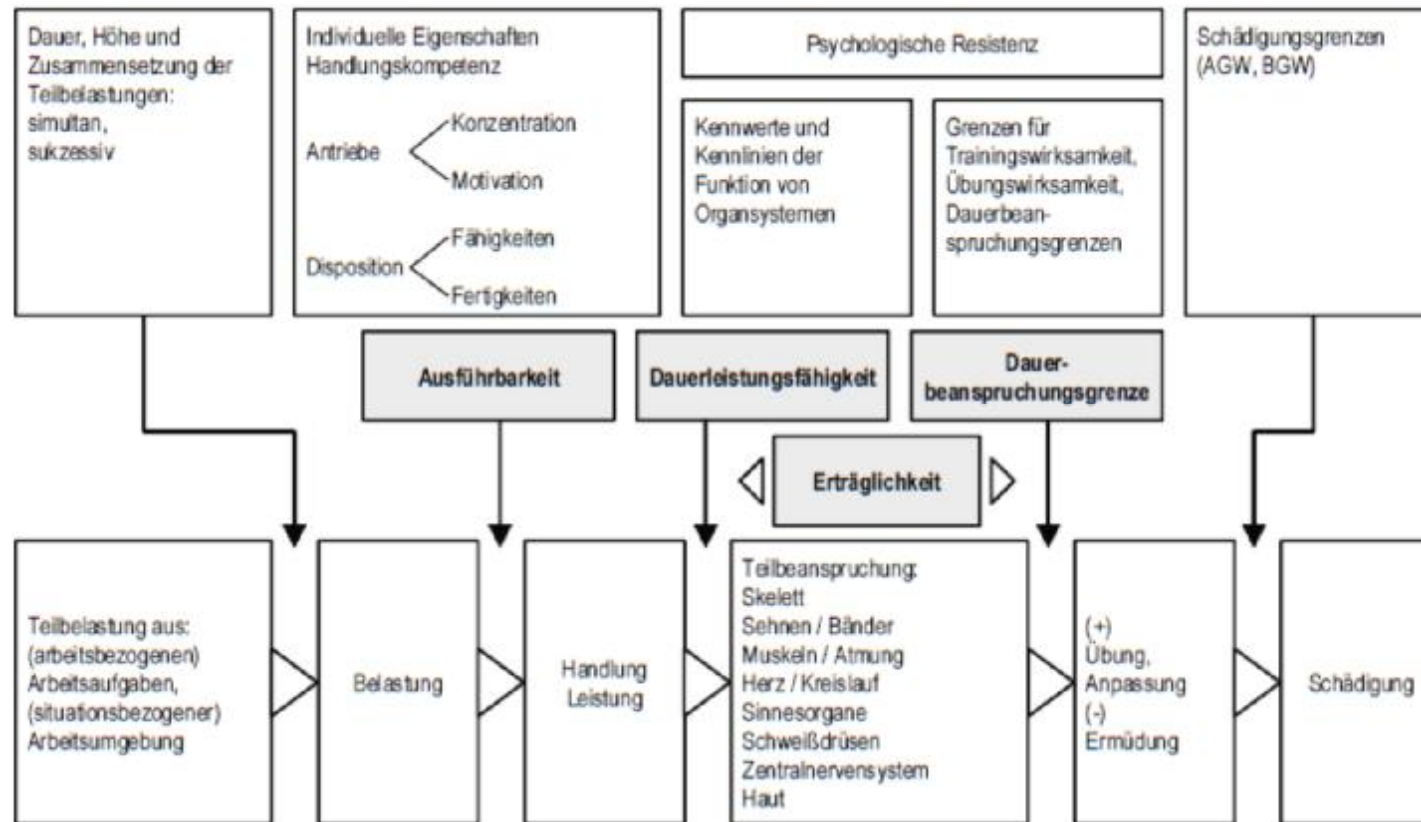 Dauer, Höhe und
Zusammensetzung der
Teilbelastungen:
simultan,
sukzessiv
Individuelle Eigenschaften
Handlungskompetenz
Antriebe
Konzentration
Motivation
Disposition
Fähigkeiten
Fertigkeiten
Psychologische Resistenz
Kennwerte und
Kennlinien der
Funktion von
Organsystemen
Grenzen für
Trainingswirksamkeit,
Übungswirksamkeit,
Dauerbean-
spruchungsgrenzen
Schädigungsgrenzen
(AGW, BGW)
Ausführbarkeit
Dauerleistungsfähigkeit
Dauer-
beanspruchungsgrenze
Erträglichkeit
Teilbelastung aus:
(arbeitsbezogenen)
Arbeitsaufgaben,
(situationsbezogener)
Arbeitsumgebung
Belastung
Handlung
Leistung
Teilbeanspruchung:
Skelett
Sehnen / Bänder
Muskeln / Atmung
Herz / Kreislauf
Sinnesorgane
Schweißdrüsen
Zentralnervensystem
Haut
(+)
Übung,
Anpassung
(-)
Ermüdung
Schädigung